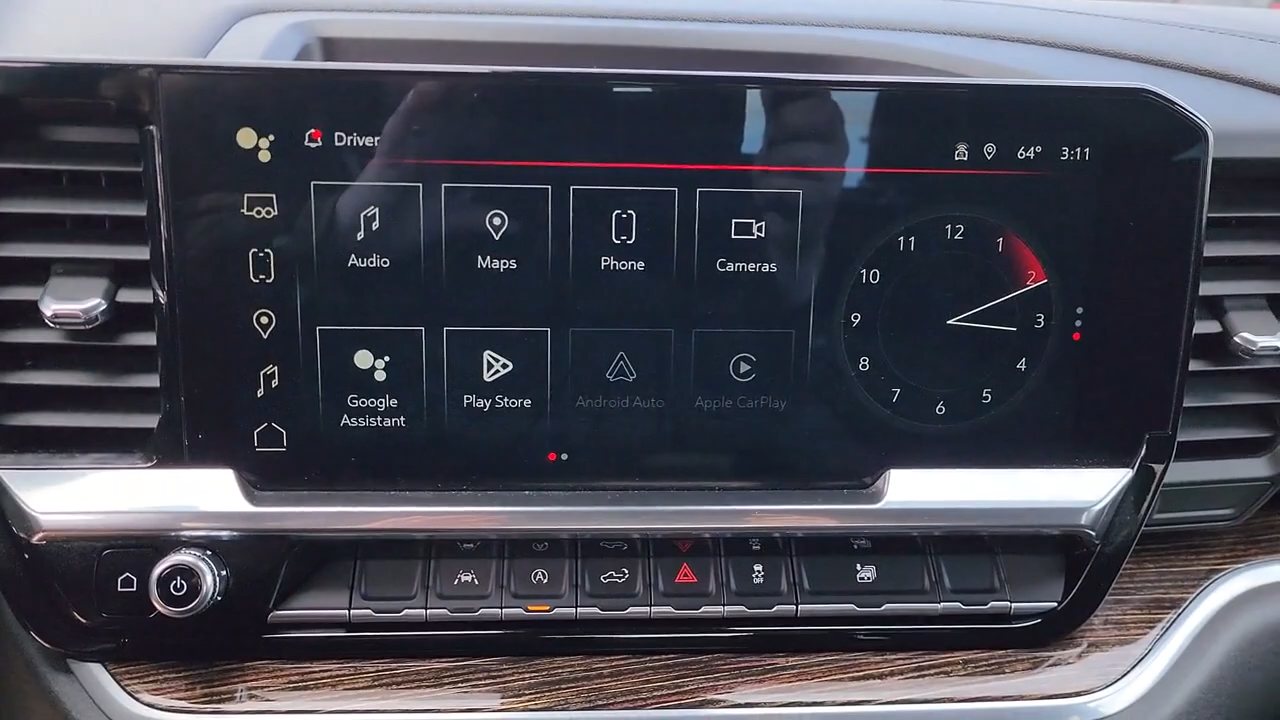 Driver
64° 3:11
Audio
Maps
Phone
Cameras
Google
Assistant
Play Store
Android Auto
Apple CarPlay
12
1
2
3
4
5
6
7
8
9
10
11
A
OFF